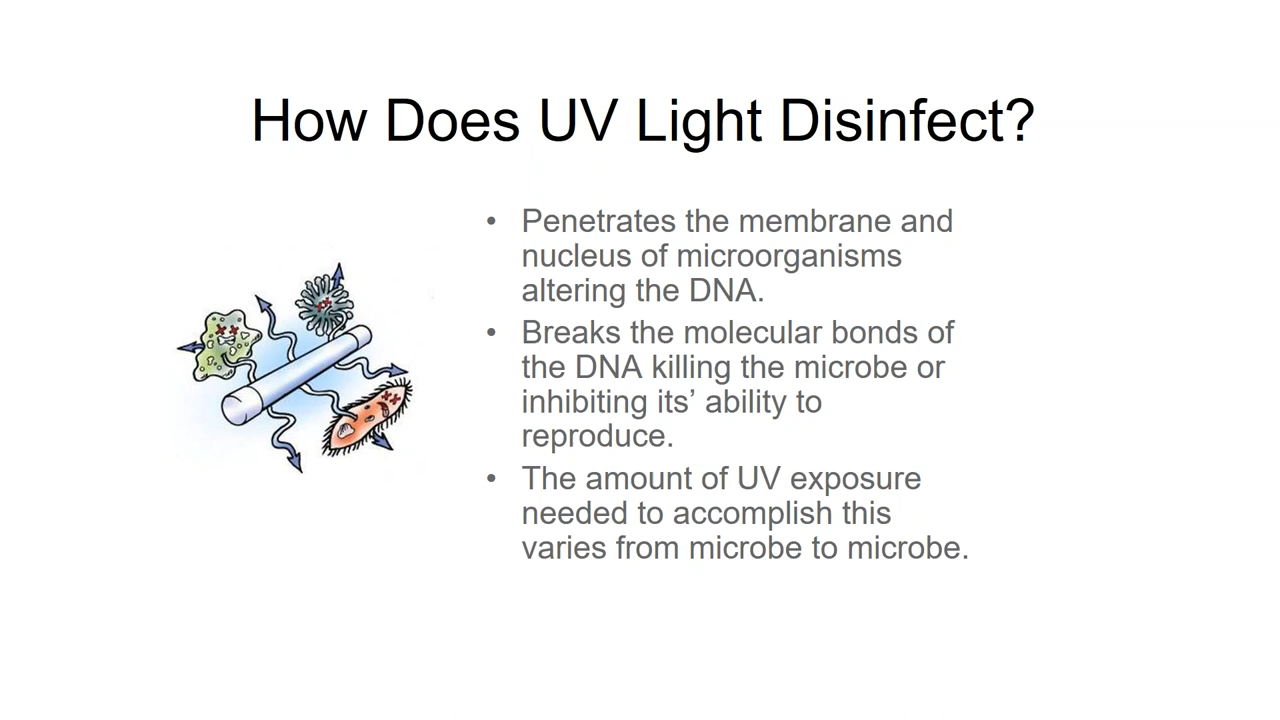 How Does UV Light Disinfect?
• Penetrates the membrane and
nucleus of microorganisms
altering the DNA.
• Breaks the molecular bonds of
the DNA killing the microbe or
inhibiting its’ ability to
reproduce.
• The amount of UV exposure
needed to accomplish this
varies from microbe to microbe.